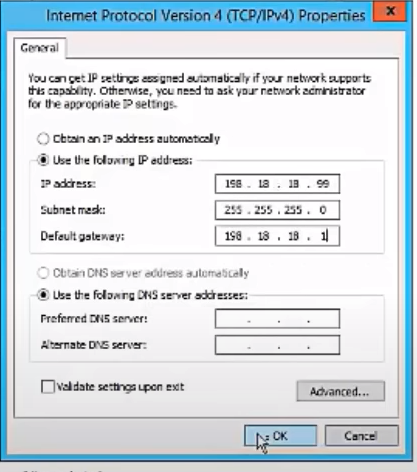 Internet Protocol Version 4 (TCP/IPv4) Properties
x
General
You can get IP settings assigned automatically if your network supports
this capability. Otherwise, you need to ask your network administrator
for the appropriate IP settings.
Obtain an IP address automatically
Use the following IP address:
IP address: 198 . 18 . 18 . 99
Subnet mask: 255 . 255 . 255 . 0
Default gateway: 198 . 18 . 18 . 1
Obtain DNS server address automatically
Use the following DNS server addresses:
Preferred DNS server: . . .
Alternate DNS server: . . .
Validate settings upon exit
Advanced...
OK Cancel